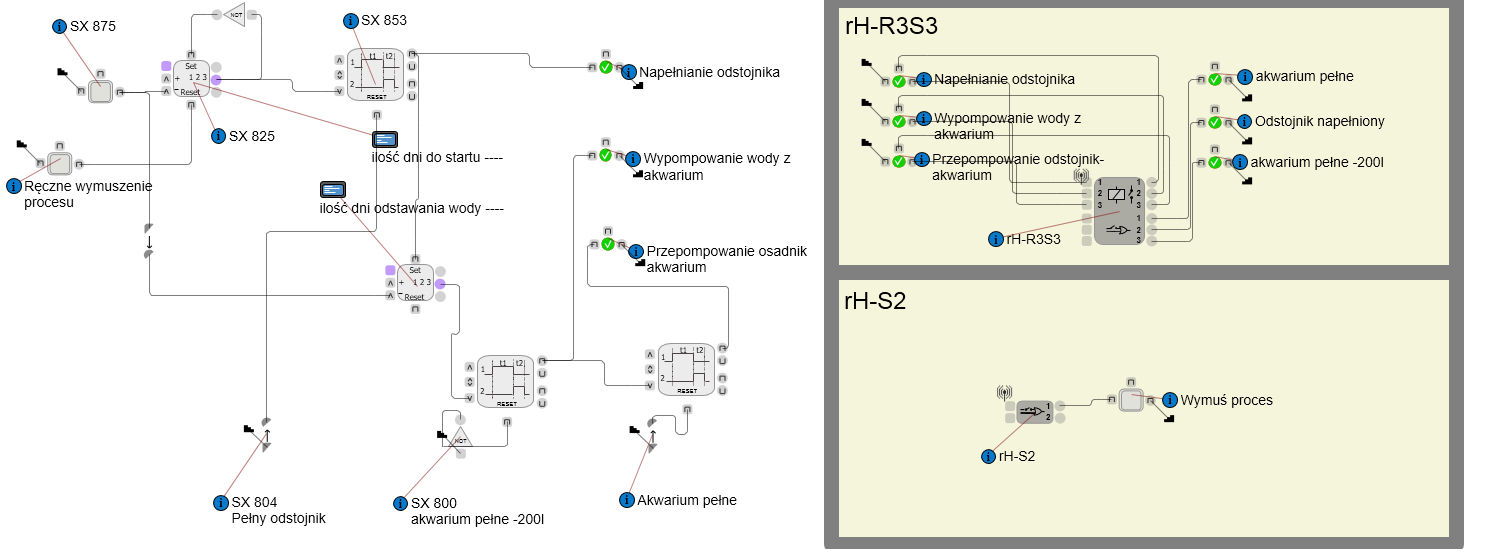 SX 875
NOT
SX 853
Set
1 2 3
Reset
t1 t2
1
2
RESET
SX 825
Napełnianie odstojnika
ilość dni do startu ----
Wypompowanie wody z
akwarium
Ręczne wymuszenie
procesu
ilość dni odstawania wody ----
Przepompowanie osadnik
akwarium
Set
1 2 3
Reset
t1 t2
1
2
RESET
t1 t2
1
2
RESET
NOT
SX 804
Pełny odstojnik
SX 800
akwarium pełne -200l
Akwarium pełne
rH-R3S3
Napełnianie odstojnika
akwarium pełne
Wypompowanie wody z
akwarium
Odstojnik napełniony
Przepompowanie odstojnik-
akwarium
akwarium pełne -200l
1 1
2 2
3 3
1
2
3
rH-R3S3
rH-S2
1
2
Wymuś proces
rH-S2